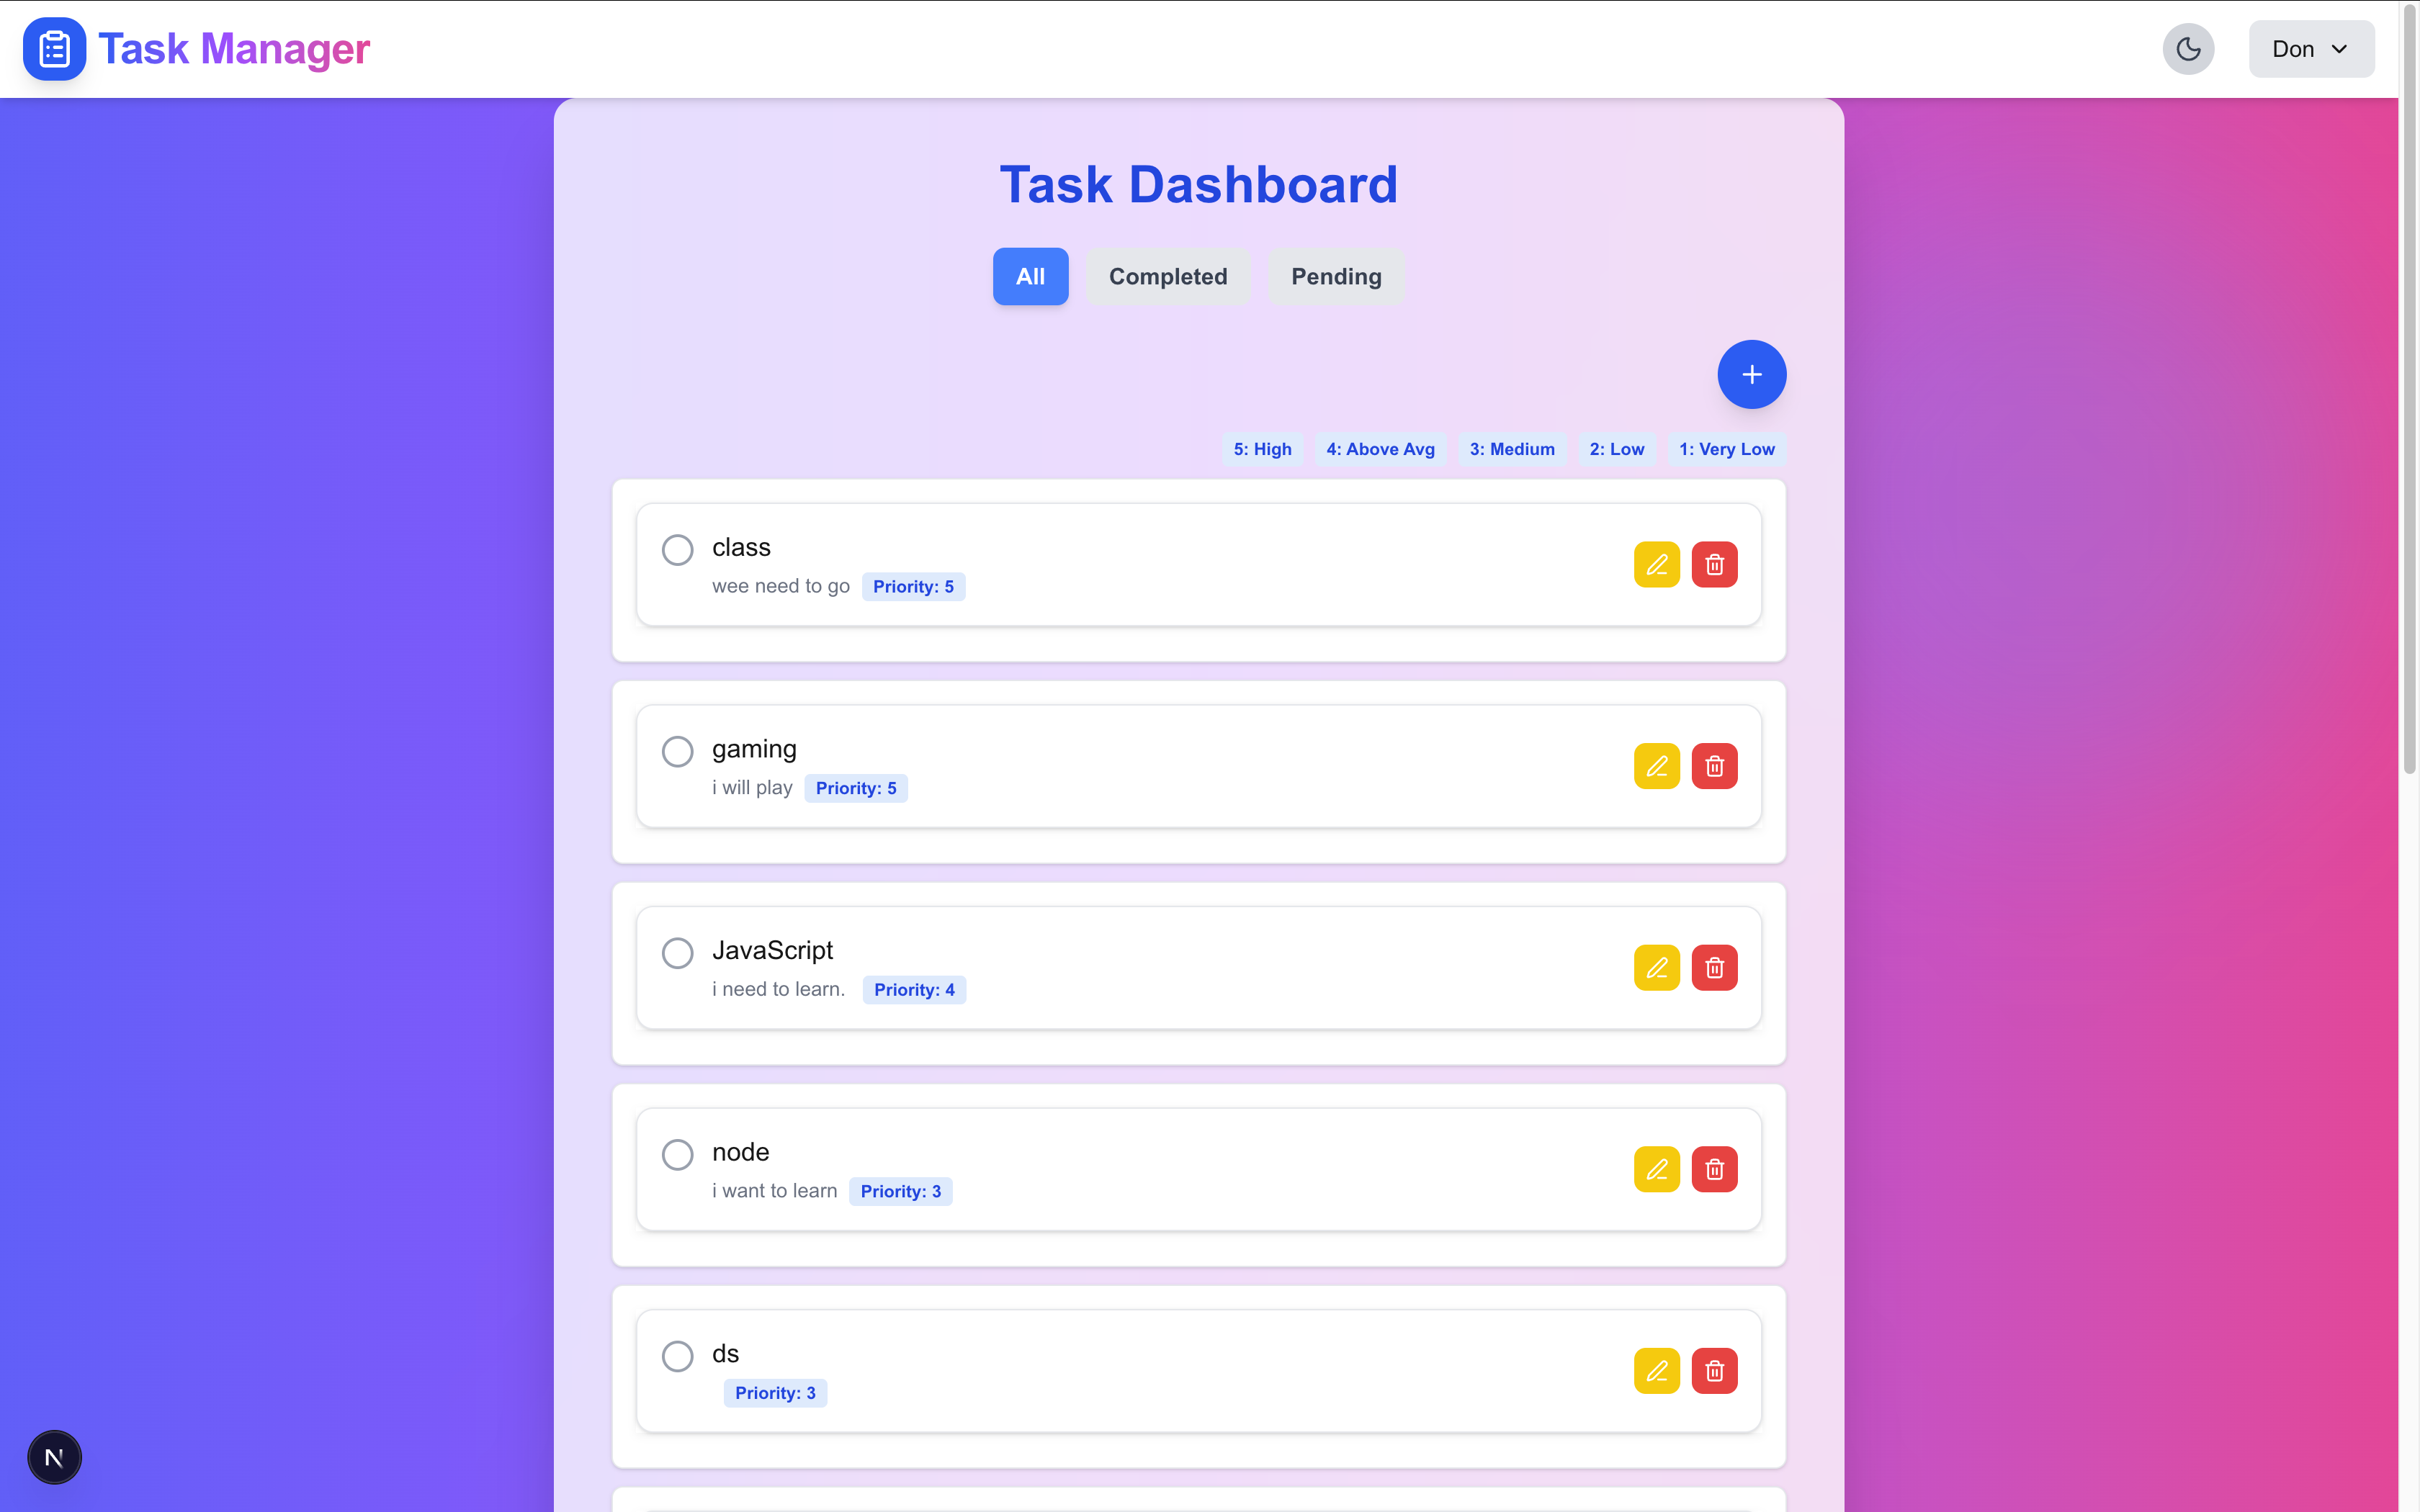 Task Manager
Don
Task Dashboard
All Completed Pending
5: High 4: Above Avg 3: Medium 2: Low 1: Very Low
class
wee need to go Priority: 5
gaming
i will play Priority: 5
JavaScript
i need to learn. Priority: 4
node
i want to learn Priority: 3
ds
Priority: 3
N